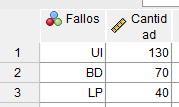 Fallos Cantid
ad
1 UI 130
2 BD 70
3 LP 40